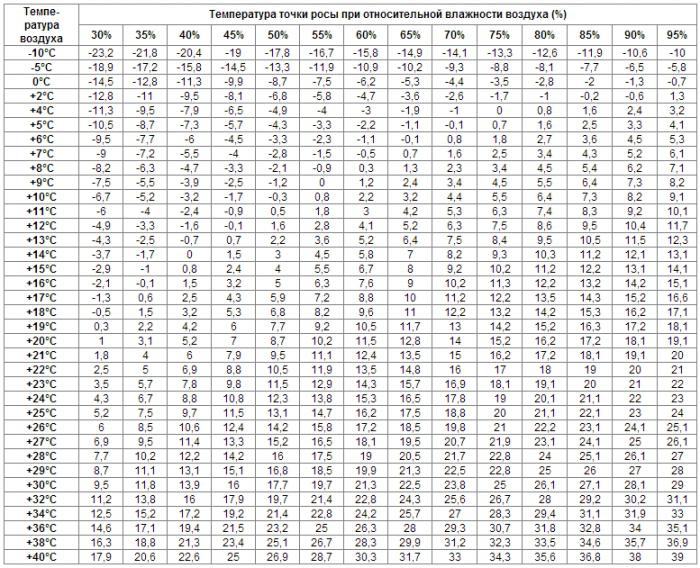 Темпе-
ратура
воздуха
Температура точки росы при относительной влажности воздуха (%)
30% 35% 40% 45% 50% 55% 60% 65% 70% 75% 80% 85% 90% 95%
-10°C -23,2 -21,8 -20,4 -19 -17,8 -16,7 -15,8 -14,9 -14,1 -13,3 -12,6 -11,9 -10,6 -10
-5°C -18,9 -17,2 -15,8 -14,5 -13,3 -11,9 -10,9 -10,2 -9,3 -8,8 -8,1 -7,7 -6,5 -5,8
0°C -14,5 -12,8 -11,3 -9,9 -8,7 -7,5 -6,2 -5,3 -4,4 -3,5 -2,8 -2 -1,3 -0,7
+2°C -12,8 -11 -9,5 -8,1 -6,8 -5,8 -4,7 -3,6 -2,6 -1,7 -1 -0,2 -0,6 1,3
+4°C -11,3 -9,5 -7,9 -6,5 -4,9 -4 -3 -1,9 -1 0 0,8 1,6 2,4 3,2
+5°C -10,5 -8,7 -7,3 -5,7 -4,3 -3,3 -2,2 -1,1 -0,1 0,7 1,6 2,5 3,3 4,1
+6°C -9,5 -7,7 -6 -4,5 -3,3 -2,3 -1,1 -0,1 0,8 1,8 2,7 3,6 4,5 5,3
+7°C -9 -7,2 -5,5 -4 -2,8 -1,5 -0,5 0,7 1,6 2,5 3,4 4,3 5,2 6,1
+8°C -8,2 -6,3 -4,7 -3,3 -2,1 -0,9 0,3 1,3 2,3 3,4 4,5 5,4 6,2 7,1
+9°C -7,5 -5,5 -3,9 -2,5 -1,2 0 1,2 2,4 3,4 4,5 5,5 6,4 7,3 8,2
+10°C -6,7 -5,2 -3,2 -1,7 -0,3 0,8 2,2 3,2 4,4 5,5 6,4 7,3 8,2 9,1
+11°C -6 -4 -2,4 -0,9 0,5 1,8 3 4,2 5,3 6,3 7,4 8,3 9,2 10,1
+12°C -4,9 -3,3 -1,6 -0,1 1,6 2,8 4,1 5,2 6,3 7,5 8,6 9,5 10,4 11,7
+13°C -4,3 -2,5 -0,7 0,7 2,2 3,6 5,2 6,4 7,5 8,4 9,5 10,5 11,5 12,3
+14°C -3,7 -1,7 0 1,5 3 4,5 5,8 7 8,2 9,3 10,3 11,2 12,1 13,1
+15°C -2,9 -1 0,8 2,4 4 5,5 6,7 8 9,2 10,2 11,2 12,2 13,1 14,1
+16°C -2,1 -0,1 1,5 3,2 5 6,3 7,6 9 10,2 11,3 12,2 13,2 14,2 15,1
+17°C -1,3 0,6 2,5 4,3 5,9 7,2 8,8 10 11,2 12,2 13,5 14,3 15,2 16,6
+18°C -0,5 1,5 3,2 5,3 6,8 8,2 9,6 11 12,2 13,2 14,2 15,3 16,2 17,1
+19°C 0,3 2,2 4,2 6 7,7 9,2 10,5 11,7 13 14,2 15,2 16,3 17,2 18,1
+20°C 1 3,1 5,2 7 8,7 10,2 11,5 12,8 14 15,2 16,2 17,2 18,1 19,1
+21°C 1,8 4 6 7,9 9,5 11,1 12,4 13,5 15 16,2 17,2 18,1 19,1 20
+22°C 2,5 5 6,9 8,8 10,5 11,9 13,5 14,8 16 17 18 19 20 21
+23°C 3,5 5,7 7,8 9,8 11,5 12,9 14,3 15,7 16,9 18,1 19,1 20 21 22
+24°C 4,3 6,7 8,8 10,8 12,3 13,8 15,3 16,5 17,8 19 20,1 21,1 22 23
+25°C 5,2 7,5 9,7 11,5 13,1 14,7 16,2 17,5 18,8 20 21,1 22,1 23 24
+26°C 6 8,5 10,6 12,4 14,2 15,8 17,2 18,5 19,8 21 22,2 23,1 24,1 25,1
+27°C 6,9 9,5 11,4 13,3 15,2 16,5 18,1 19,5 20,7 21,9 23,1 24,1 25 26,1
+28°C 7,7 10,2 12,2 14,2 16 17,5 19 20,5 21,7 22,8 24 25,1 26,1 27
+29°C 8,7 11,1 13,1 15,1 16,8 18,5 19,9 21,3 22,5 22,8 25 26 27 28
+30°C 9,5 11,8 13,9 16 17,7 19,7 21,3 22,5 23,8 25 26,1 27,1 28,1 29
+32°C 11,2 13,8 16 17,9 19,7 21,4 22,8 24,3 25,6 26,7 28 29,2 30,2 31,1
+34°C 12,5 15,2 17,2 19,2 21,4 22,8 24,2 25,7 27 28,3 29,4 31,1 31,9 33
+36°C 14,6 17,1 19,4 21,5 23,2 25 26,3 28 29,3 30,7 31,8 32,8 34 35,1
+38°C 16,3 18,8 21,3 23,4 25,1 26,7 28,3 29,9 31,2 32,3 33,5 34,6 35,7 36,9
+40°C 17,9 20,6 22,6 25 26,9 28,7 30,3 31,7 33 34,3 35,6 36,8 38 39